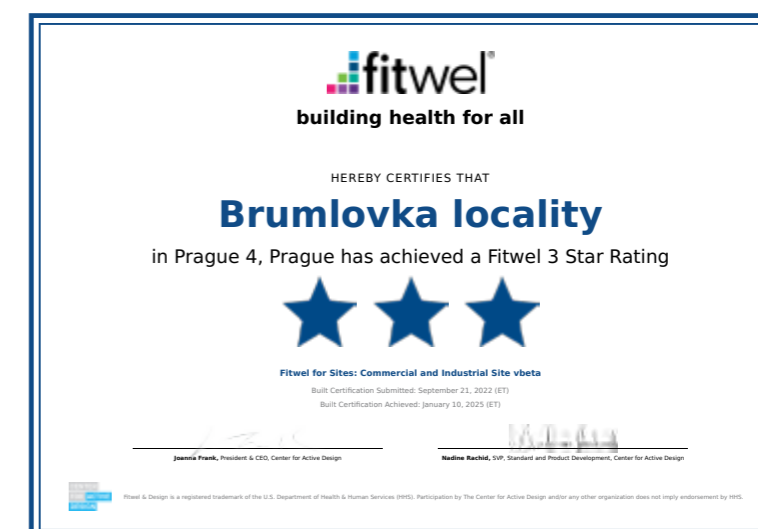 fitwel®
building health for all
HEREBY CERTIFIES THAT
Brumlovka locality
in Prague 4, Prague has achieved a Fitwel 3 Star Rating
Fitwel for Sites: Commercial and Industrial Site vbeta
Built Certification Submitted: September 21, 2022 (ET)
Built Certification Achieved: January 10, 2025 (ET)
Joanna Frank, President & CEO, Center for Active Design
Nadine Rachid, SVP, Standard and Product Development, Center for Active Design
Fitwel & Design is a registered trademark of the U.S. Department of Health & Human Services (HHS). Participation by The Center for Active Design and/or any other organization does not imply endorsement by HHS.